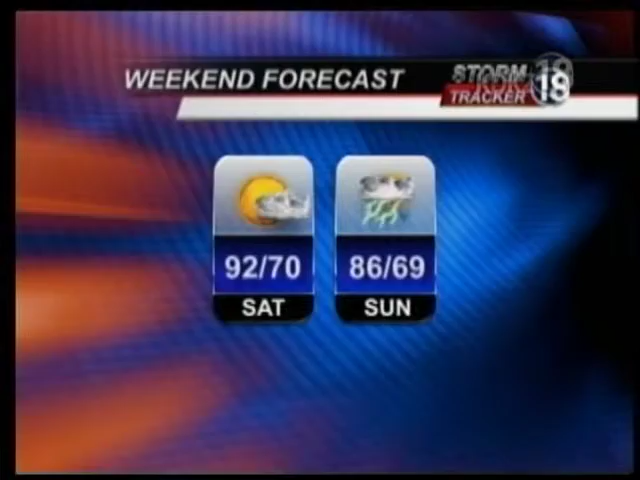 WEEKEND FORECAST
STORM
TRACKER
18
92/70
86/69
SAT
SUN